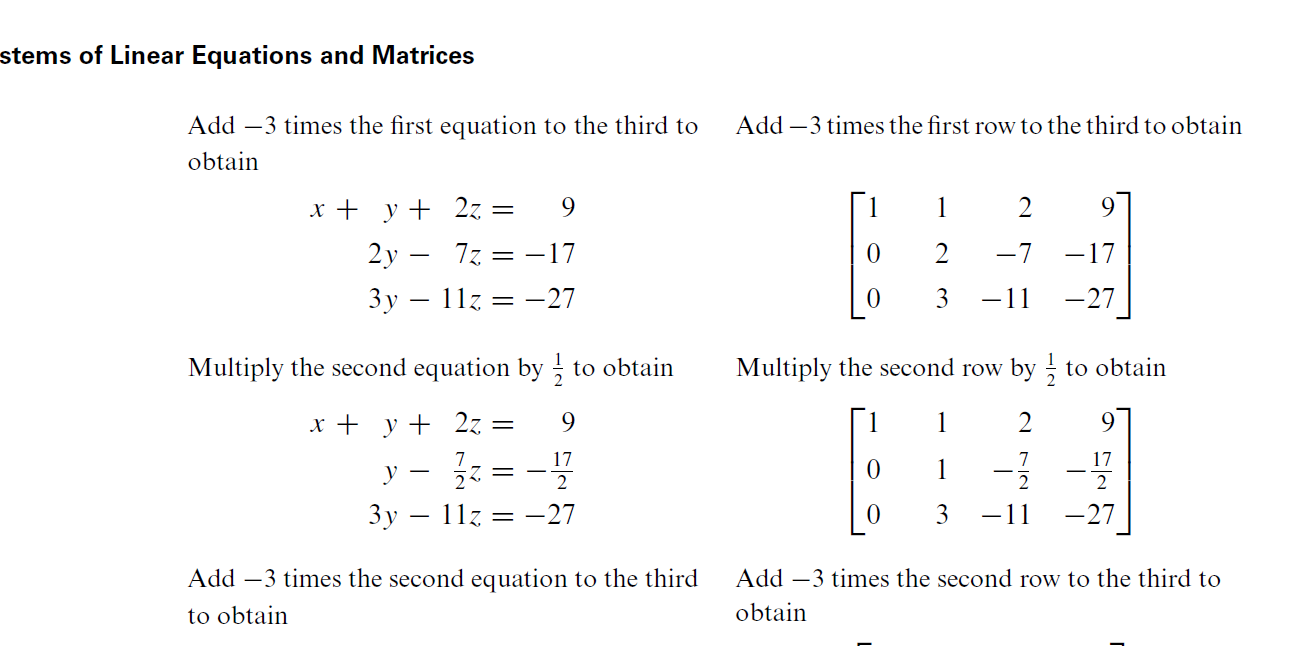 stems of Linear Equations and Matrices
Add −3 times the first equation to the third to
obtain
x + y + 2z = 9
2y − 7z = −17
3y − 11z = −27
Add −3 times the first row to the third to obtain
1 1 2 9
0 2 −7 −17
0 3 −11 −27
Multiply the second equation by 1/2 to obtain
x + y + 2z = 9
y − 7/2 z = −17/2
3y − 11z = −27
Multiply the second row by 1/2 to obtain
1 1 2 9
0 1 −7/2 −17/2
0 3 −11 −27
Add −3 times the second equation to the third
to obtain
Add −3 times the second row to the third to
obtain